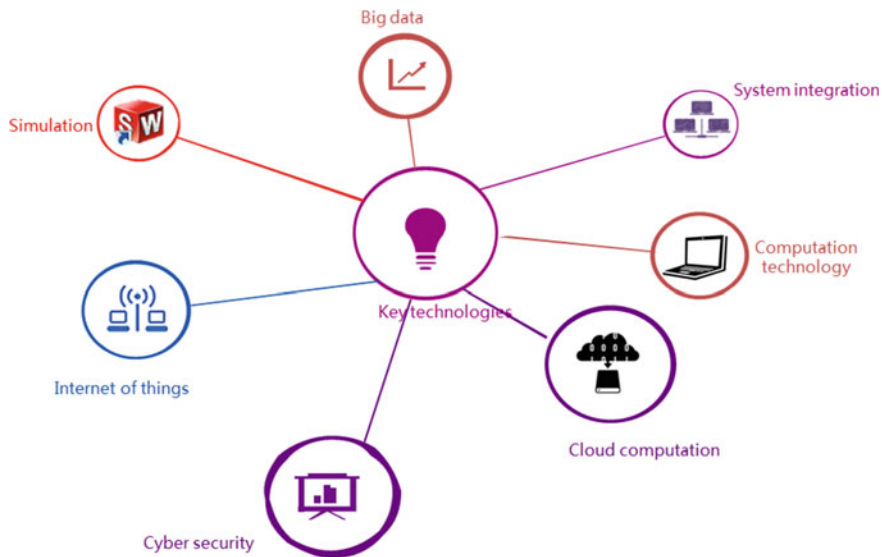 Big data
System integration
Simulation
S W
Computation
technology
Key technologies
Internet of things
Cloud computation
Cyber security